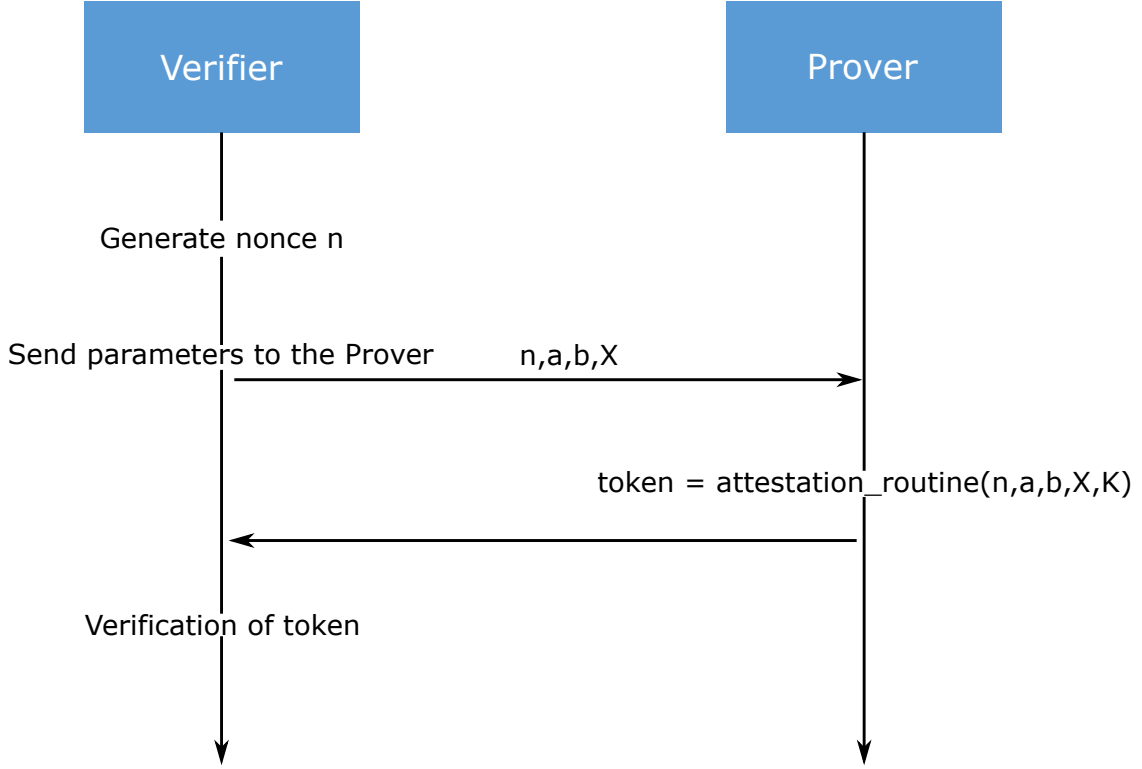 Verifier
Prover
Generate nonce n
Send parameters to the Prover
n,a,b,X
token = attestation_routine(n,a,b,X,K)
Verification of token